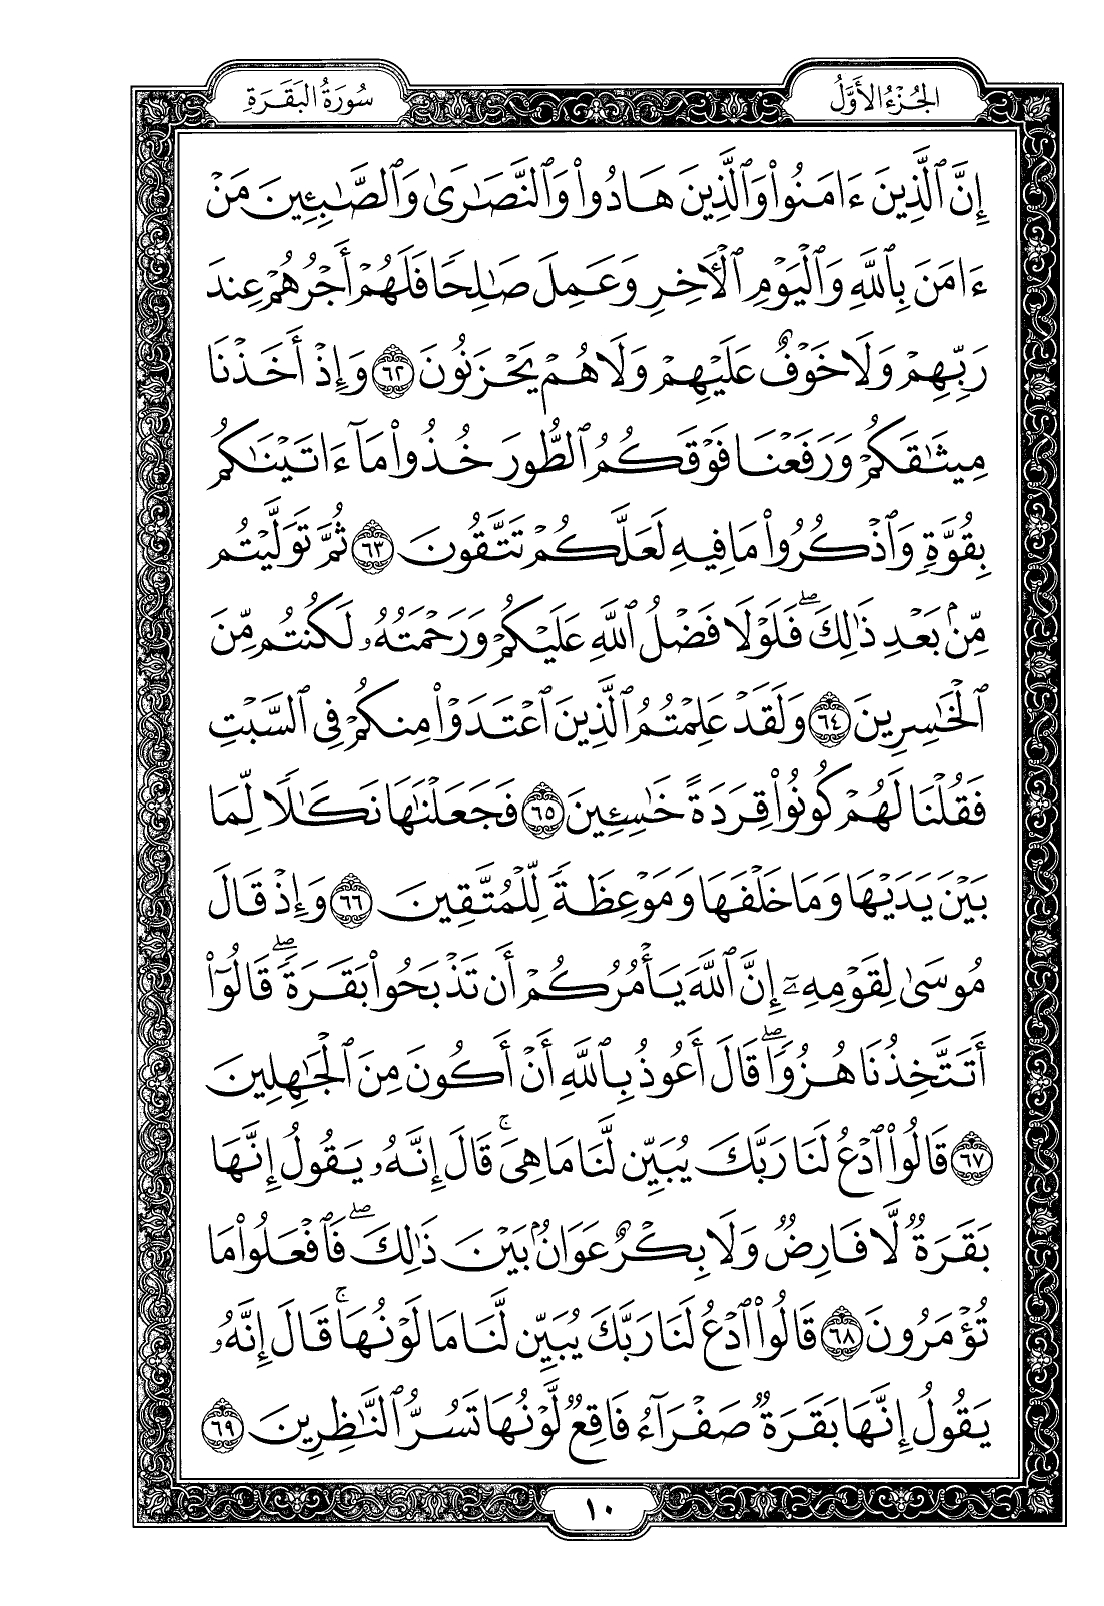 الجُزْءُ الأَوَّلُ
سُورَةُ البَقَرَةِ
إِنَّ ٱلَّذِينَ ءَامَنُوا۟ وَٱلَّذِينَ هَادُوا۟ وَٱلنَّصَٰرَىٰ وَٱلصَّٰبِـِٔينَ مَنْ
ءَامَنَ بِٱللَّهِ وَٱلْيَوْمِ ٱلْـَٔاخِرِ وَعَمِلَ صَٰلِحًا فَلَهُمْ أَجْرُهُمْ عِندَ
رَبِّهِمْ وَلَا خَوْفٌ عَلَيْهِمْ وَلَا هُمْ يَحْزَنُونَ ٦٢ وَإِذْ أَخَذْنَا
مِيثَٰقَكُمْ وَرَفَعْنَا فَوْقَكُمُ ٱلطُّورَ خُذُوا۟ مَآ ءَاتَيْنَٰكُم
بِقُوَّةٍ وَٱذْكُرُوا۟ مَا فِيهِ لَعَلَّكُمْ تَتَّقُونَ ٦٣ ثُمَّ تَوَلَّيْتُم
مِّنۢ بَعْدِ ذَٰلِكَ ۖ فَلَوْلَا فَضْلُ ٱللَّهِ عَلَيْكُمْ وَرَحْمَتُهُۥ لَكُنتُم مِّنَ
ٱلْخَٰسِرِينَ ٦٤ وَلَقَدْ عَلِمْتُمُ ٱلَّذِينَ ٱعْتَدَوْا۟ مِنكُمْ فِى ٱلسَّبْتِ
فَقُلْنَا لَهُمْ كُونُوا۟ قِرَدَةً خَٰسِـِٔينَ ٦٥ فَجَعَلْنَٰهَا نَكَٰلًا لِّمَا
بَيْنَ يَدَيْهَا وَمَا خَلْفَهَا وَمَوْعِظَةً لِّلْمُتَّقِينَ ٦٦ وَإِذْ قَالَ
مُوسَىٰ لِقَوْمِهِۦٓ إِنَّ ٱللَّهَ يَأْمُرُكُمْ أَن تَذْبَحُوا۟ بَقَرَةً ۖ قَالُوٓا۟
أَتَتَّخِذُنَا هُزُوًا ۖ قَالَ أَعُوذُ بِٱللَّهِ أَنْ أَكُونَ مِنَ ٱلْجَٰهِلِينَ
٦٧ قَالُوا۟ ٱدْعُ لَنَا رَبَّكَ يُبَيِّن لَّنَا مَا هِىَ ۚ قَالَ إِنَّهُۥ يَقُولُ إِنَّهَا
بَقَرَةٌ لَّا فَارِضٌ وَلَا بِكْرٌ عَوَانٌۢ بَيْنَ ذَٰلِكَ ۖ فَٱفْعَلُوا۟ مَا
تُؤْمَرُونَ ٦٨ قَالُوا۟ ٱدْعُ لَنَا رَبَّكَ يُبَيِّن لَّنَا مَا لَوْنُهَا ۚ قَالَ إِنَّهُۥ
يَقُولُ إِنَّهَا بَقَرَةٌ صَفْرَآءُ فَاقِعٌ لَّوْنُهَا تَسُرُّ ٱلنَّٰظِرِينَ ٦٩
١٠